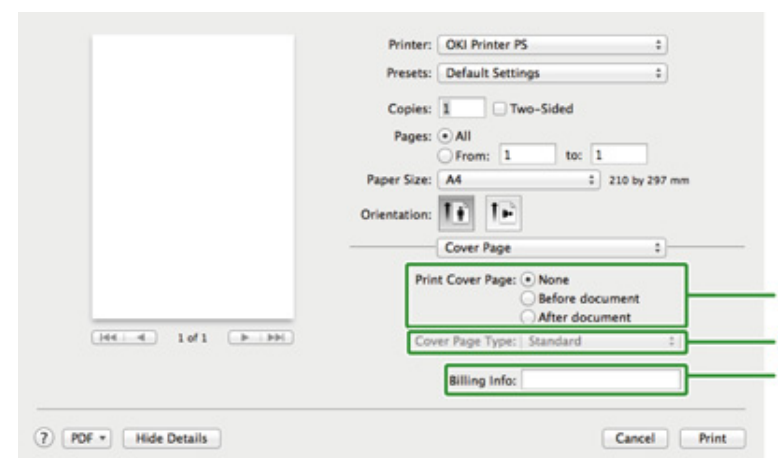 Printer: OKI Printer PS
Presets: Default Settings
Copies: 1 Two-Sided
Pages: All
From: 1 to: 1
Paper Size: A4 210 by 297 mm
Orientation:
Cover Page
Print Cover Page: None
Before document
After document
1 of 1
Cover Page Type: Standard
Billing Info:
? PDF Hide Details Cancel Print